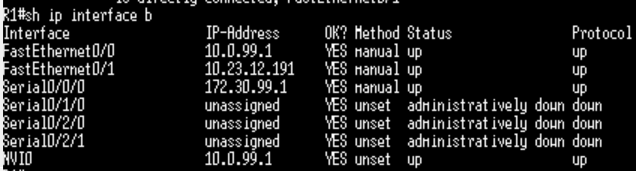 is directly connected, FastEthernet0/1
R1#sh ip interface b
Interface IP-Address OK? Method Status Protocol
FastEthernet0/0 10.0.99.1 YES manual up up
FastEthernet0/1 10.23.12.191 YES manual up up
Serial0/0/0 172.30.99.1 YES manual up up
Serial0/1/0 unassigned YES unset administratively down down
Serial0/2/0 unassigned YES unset administratively down down
Serial0/2/1 unassigned YES unset administratively down down
NVI0 10.0.99.1 YES unset up up